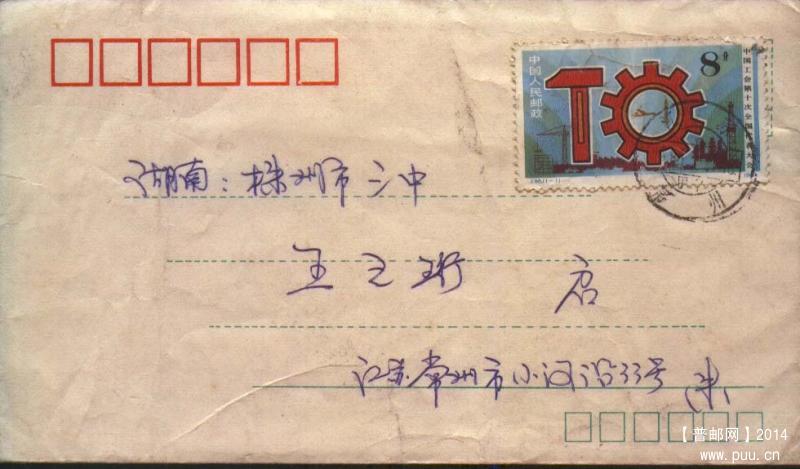 中国人民邮政
8分
中国工会第十次全国代表大会
湖南：株洲市三中
王之珩 启
江苏常州市小河沿33号
州
【普邮网】2014
www.puu.cn